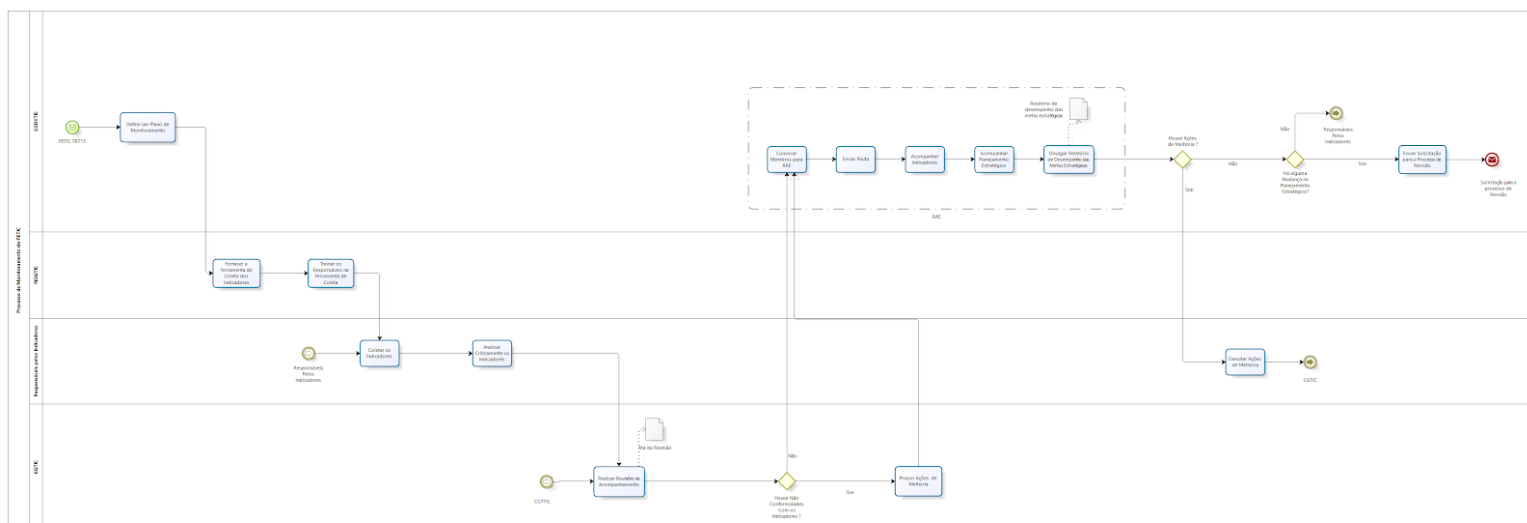 Processo de Monitoramento do PETIC
PETIC TRT13
Definir um Plano de
Monitoramento
Convocar
Membros para
RAE
Enviar Pauta
Acompanhar
Indicadores
Acompanhar
Planejamento
Estratégico
Divulgar Relatório
de Desempenho das
Metas Estratégicas
Relatório de
desempenho das
metas estratégicas
RAE
Houve Ações
de Melhoria ?
Não
Sim
Há alguma
Mudança no
Planejamento
Estratégico?
Não
Responsáveis
Pelos
Indicadores
Sim
Enviar Solicitação
para o Processo de
Revisão
Solicitação para o
processo de
Revisão
Fornecer a
Ferramenta de
Coleta dos
Indicadores
Treinar os
Responsáveis na
Ferramenta de
Coleta
Responsáveis pelos Indicadores
Responsáveis
Pelos
Indicadores
Coletar os
Indicadores
Analisar
Criticamente os
Indicadores
Executar Ações
de Melhoria
CGTIC
CGTIC
CGTTIC
Realizar Reunião de
Acompanhamento
Ata da Reunião
Houve Não
Conformidades
Com os
Indicadores ?
Não
Sim
Propor Ações de
Melhoria